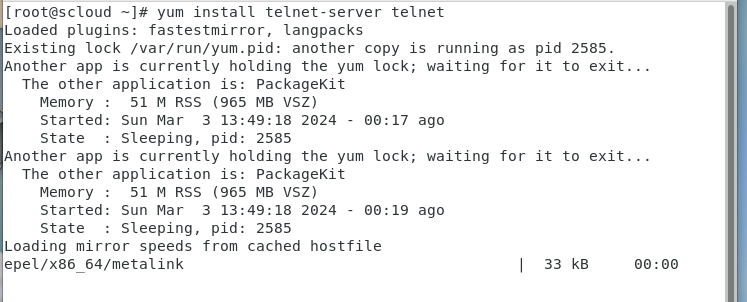 [root@scloud ~]# yum install telnet-server telnet
Loaded plugins: fastestmirror, langpacks
Existing lock /var/run/yum.pid: another copy is running as pid 2585.
Another app is currently holding the yum lock; waiting for it to exit...
  The other application is: PackageKit
    Memory :  51 M RSS (965 MB VSZ)
    Started: Sun Mar  3 13:49:18 2024 - 00:17 ago
    State  : Sleeping, pid: 2585
Another app is currently holding the yum lock; waiting for it to exit...
  The other application is: PackageKit
    Memory :  51 M RSS (965 MB VSZ)
    Started: Sun Mar  3 13:49:18 2024 - 00:19 ago
    State  : Sleeping, pid: 2585
Loading mirror speeds from cached hostfile
epel/x86_64/metalink                                     |  33 kB     00:00